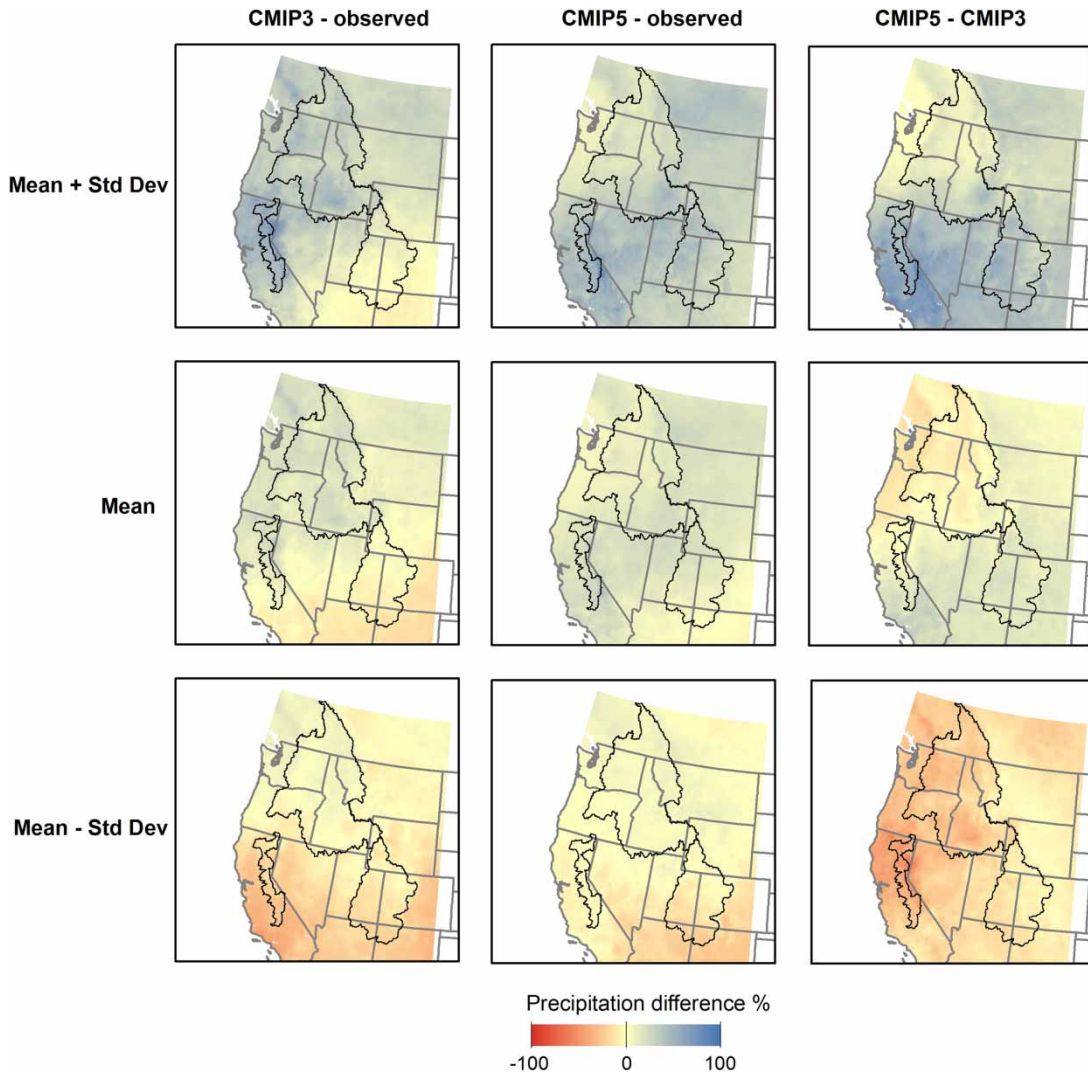 CMIP3 - observed
CMIP5 - observed
CMIP5 - CMIP3
Mean + Std Dev
Mean
Mean - Std Dev
Precipitation difference %
-100 0 100